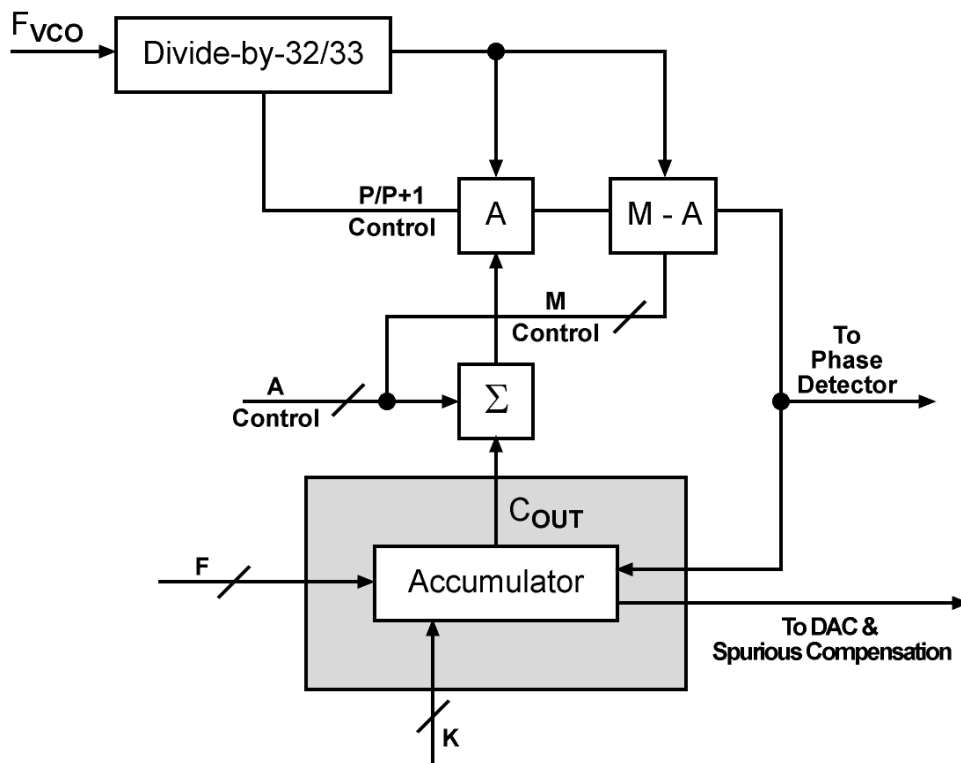 FVCO
Divide-by-32/33
P/P+1
Control
A
M - A
M
Control
To
Phase
Detector
A
Control
Σ
COUT
F
Accumulator
To DAC &
Spurious Compensation
K